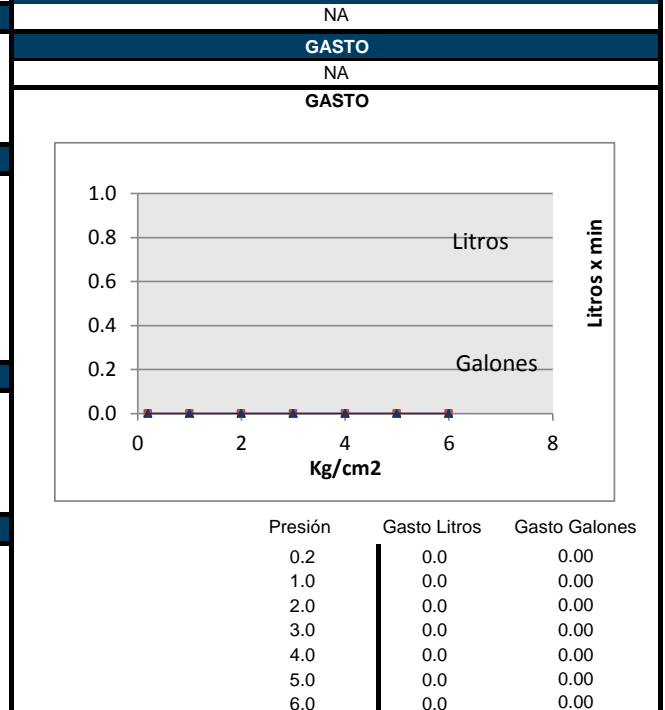 NA
GASTO
NA
GASTO
1.0
0.8
0.6
0.4
0.2
0.0
Litros
Galones
Litros x min
0 2 4 6 8
Kg/cm2
Presión Gasto Litros Gasto Galones
0.2 0.0 0.00
1.0 0.0 0.00
2.0 0.0 0.00
3.0 0.0 0.00
4.0 0.0 0.00
5.0 0.0 0.00
6.0 0.0 0.00